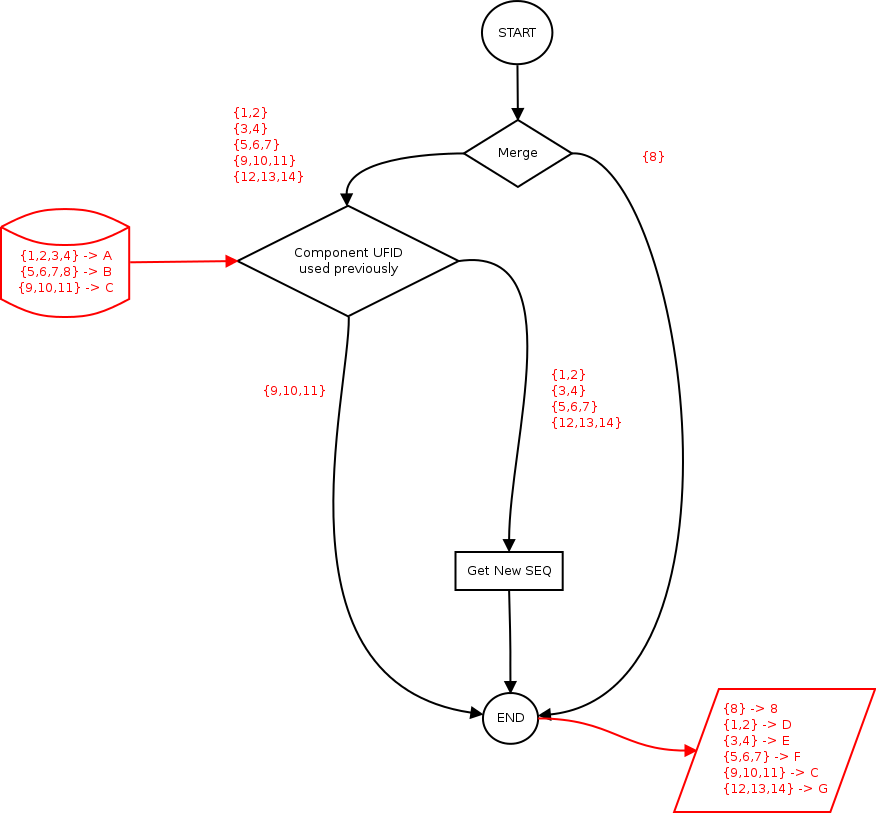 START
Merge
{1,2}
{3,4}
{5,6,7}
{9,10,11}
{12,13,14}
{8}
{1,2,3,4} -> A
{5,6,7,8} -> B
{9,10,11} -> C
Component UFID
used previously
{9,10,11}
{1,2}
{3,4}
{5,6,7}
{12,13,14}
Get New SEQ
END
{8} -> 8
{1,2} -> D
{3,4} -> E
{5,6,7} -> F
{9,10,11} -> C
{12,13,14} -> G